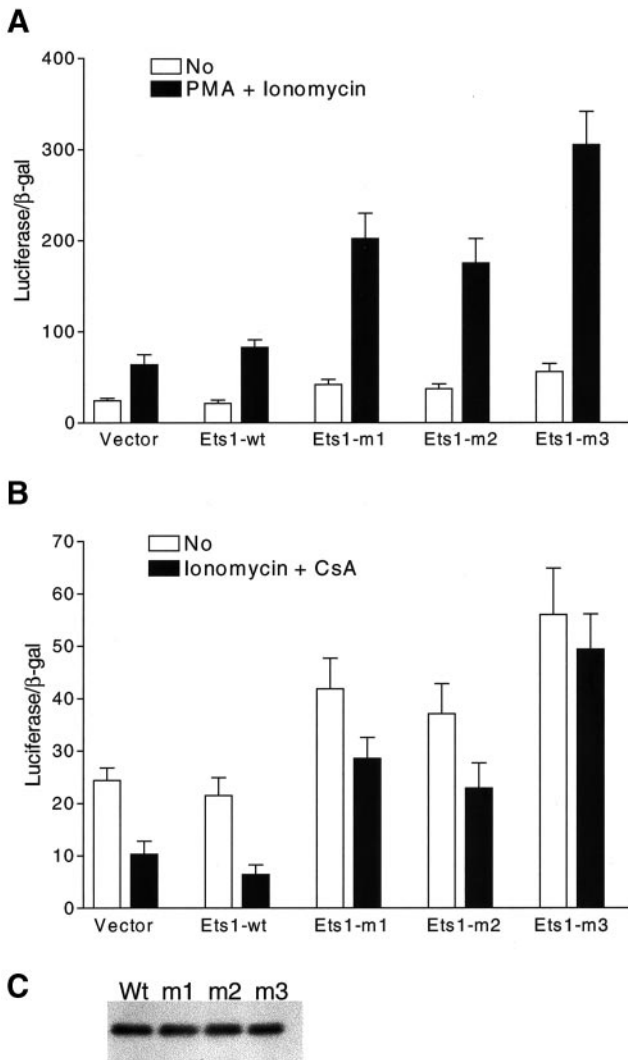 A
400
300
200
100
0
Luciferase/β-gal
No
PMA + Ionomycin
Vector Ets1-wt Ets1-m1 Ets1-m2 Ets1-m3
B
70
60
50
40
30
20
10
0
Luciferase/β-gal
No
Ionomycin + CsA
Vector Ets1-wt Ets1-m1 Ets1-m2 Ets1-m3
C
Wt m1 m2 m3